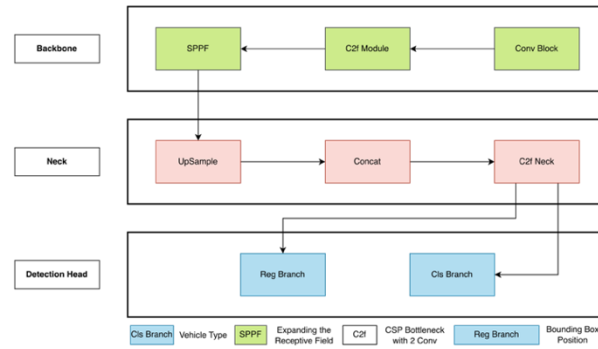 Backbone
SPPF
C2f Module
Conv Block
Neck
UpSample
Concat
C2f Neck
Detection Head
Reg Branch
Cls Branch
Cls Branch
Vehicle Type
SPPF
Expanding the
Receptive Field
C2f
CSP Bottleneck
with 2 Conv
Reg Branch
Bounding Box
Position